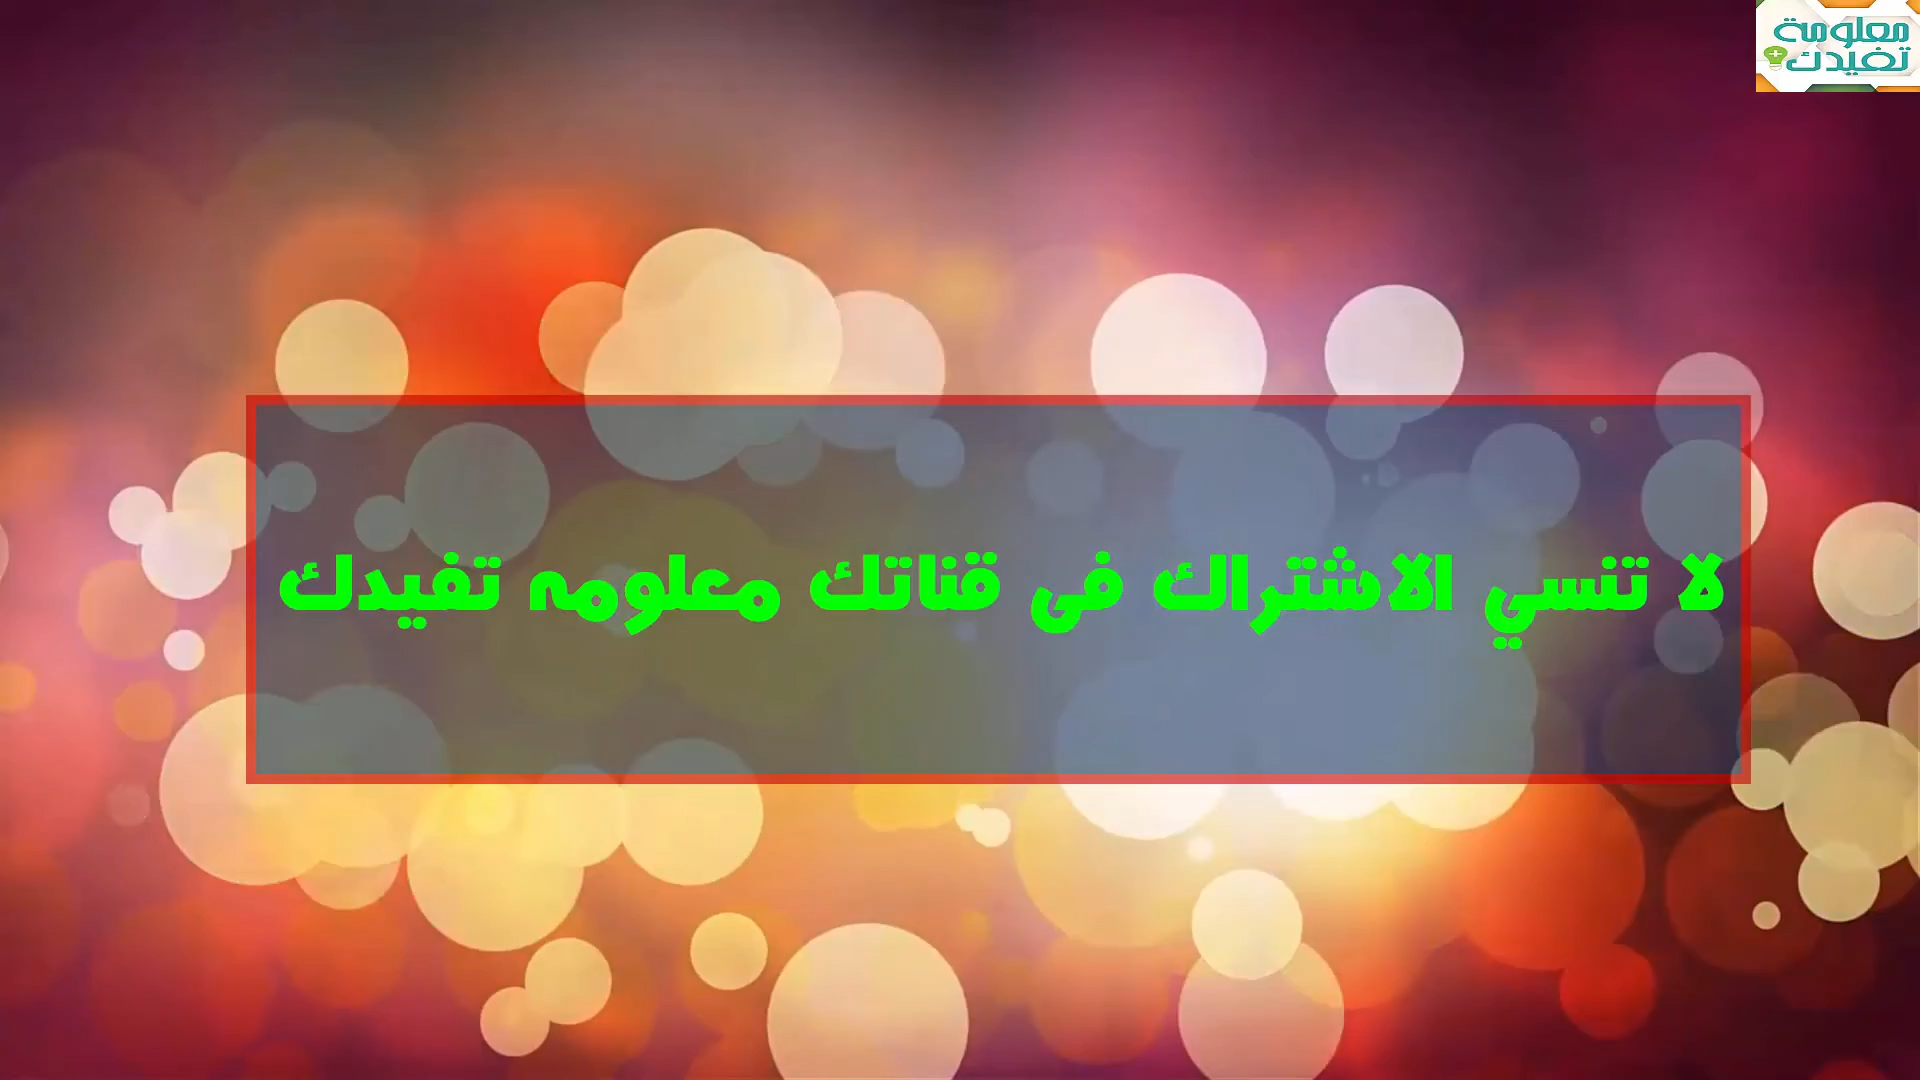 معلومة
تفيدك
لا تنسي الاشتراك فى قناتك معلومه تفيدك